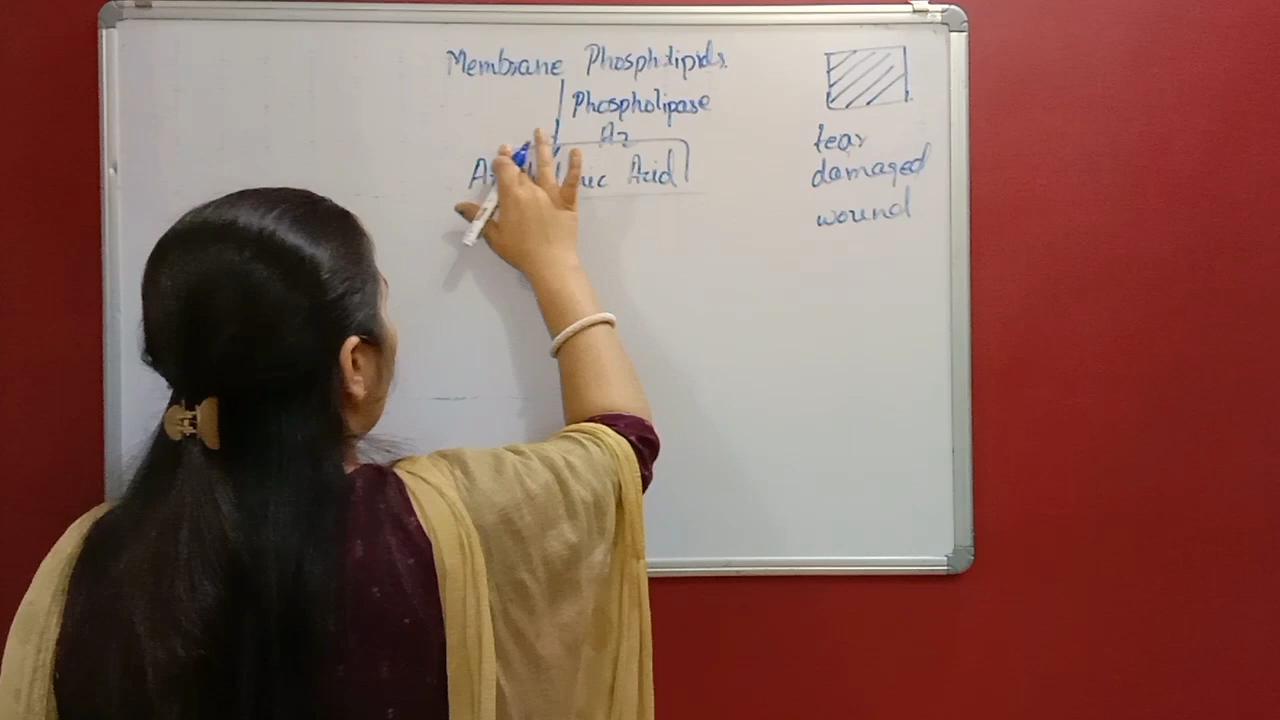 Membrane Phospholipids
Phospholipase
A2
Acid
tear
damaged
wound